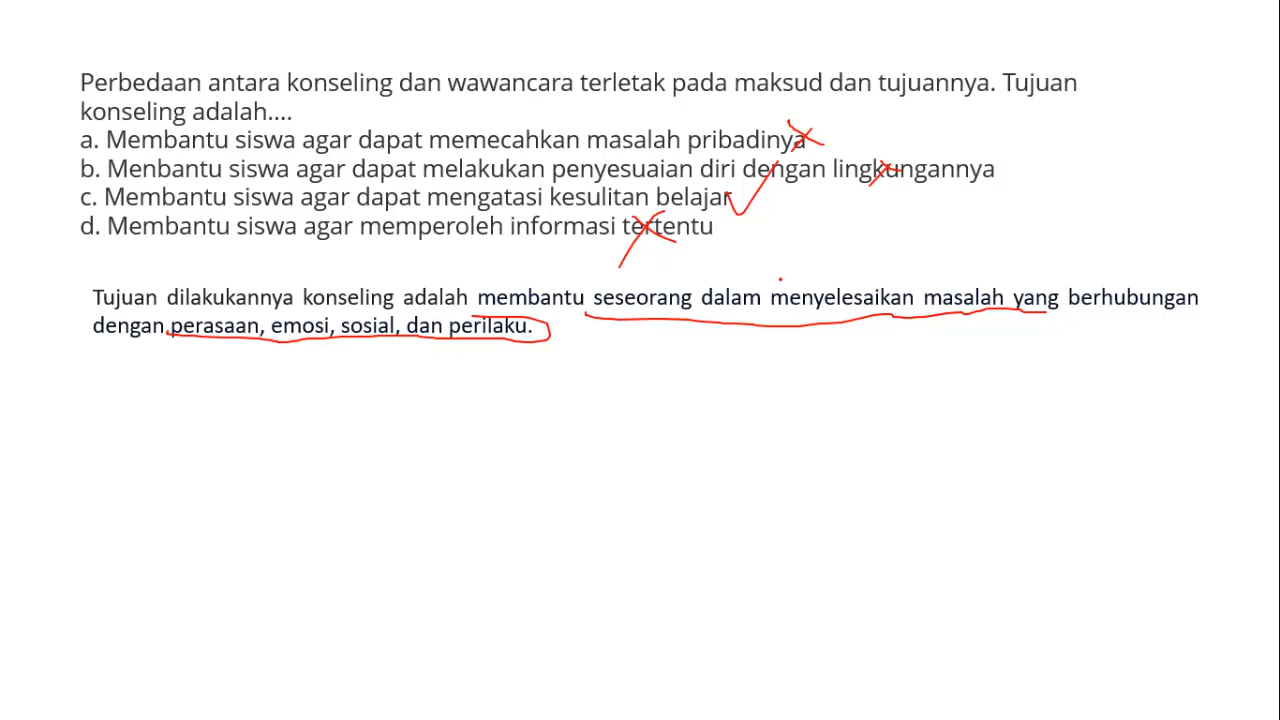 Perbedaan antara konseling dan wawancara terletak pada maksud dan tujuannya. Tujuan
konseling adalah....
a. Membantu siswa agar dapat memecahkan masalah pribadinya
b. Menbantu siswa agar dapat melakukan penyesuaian diri dengan lingkungannya
c. Membantu siswa agar dapat mengatasi kesulitan belajar
d. Membantu siswa agar memperoleh informasi tertentu
Tujuan dilakukannya konseling adalah membantu seseorang dalam menyelesaikan masalah yang berhubungan
dengan perasaan, emosi, sosial, dan perilaku.